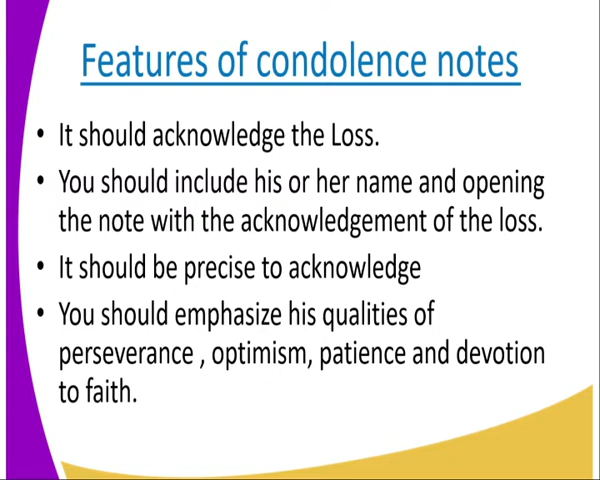 Features of condolence notes
• It should acknowledge the Loss.
• You should include his or her name and opening
the note with the acknowledgement of the loss.
• It should be precise to acknowledge
• You should emphasize his qualities of
perseverance , optimism, patience and devotion
to faith.